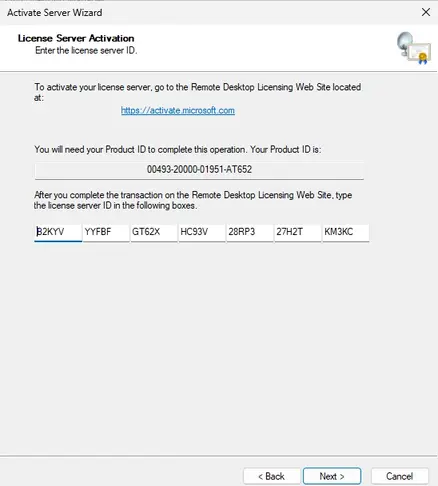 Activate Server Wizard
License Server Activation
Enter the license server ID.
To activate your license server, go to the Remote Desktop Licensing Web Site located
at:
https://activate.microsoft.com
You will need your Product ID to complete this operation. Your Product ID is:
00493-20000-01951-AT652
After you complete the transaction on the Remote Desktop Licensing Web Site, type
the license server ID in the following boxes.
B2KYV YYFBF GT62X HC93V 28RP3 27H2T KM3KC
< Back Next > Cancel